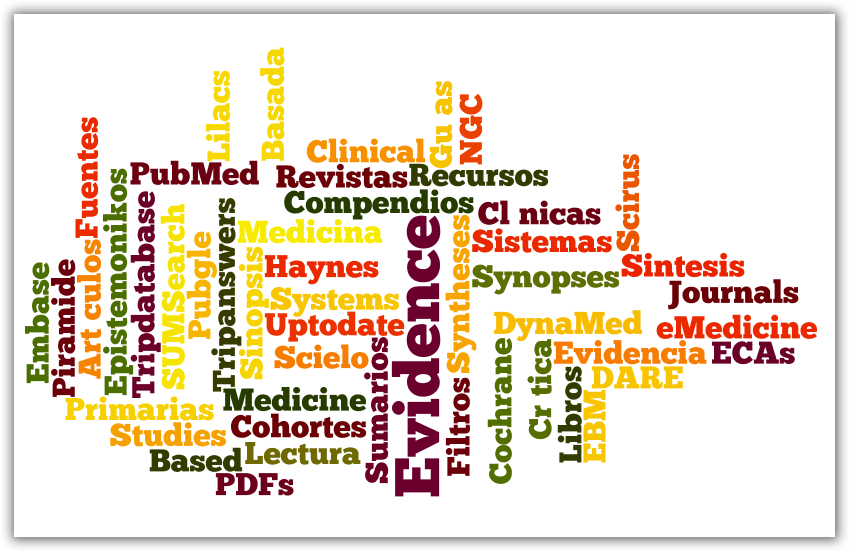 Lilacs
Basada
Gu as
NGC
Fuentes
Clinical
PubMed
Revistas
Recursos
Scirus
Epistemonikos
Tripdatabase
Compendios
Cl nicas
SUMSearch
Tripanswers
Medicina
Evidence
Syntheses
Sistemas
Art culos
Pubgle
Sinopsis
Haynes
Synopses
Sintesis
Embase
Piramide
Systems
Journals
Uptodate
DynaMed
eMedicine
Scielo
Sumarios
Cochrane
Cr tica
Evidencia
ECAs
Libros
DARE
Primarias
Medicine
Filtros
EBM
Studies
Cohortes
Based
Lectura
PDFs